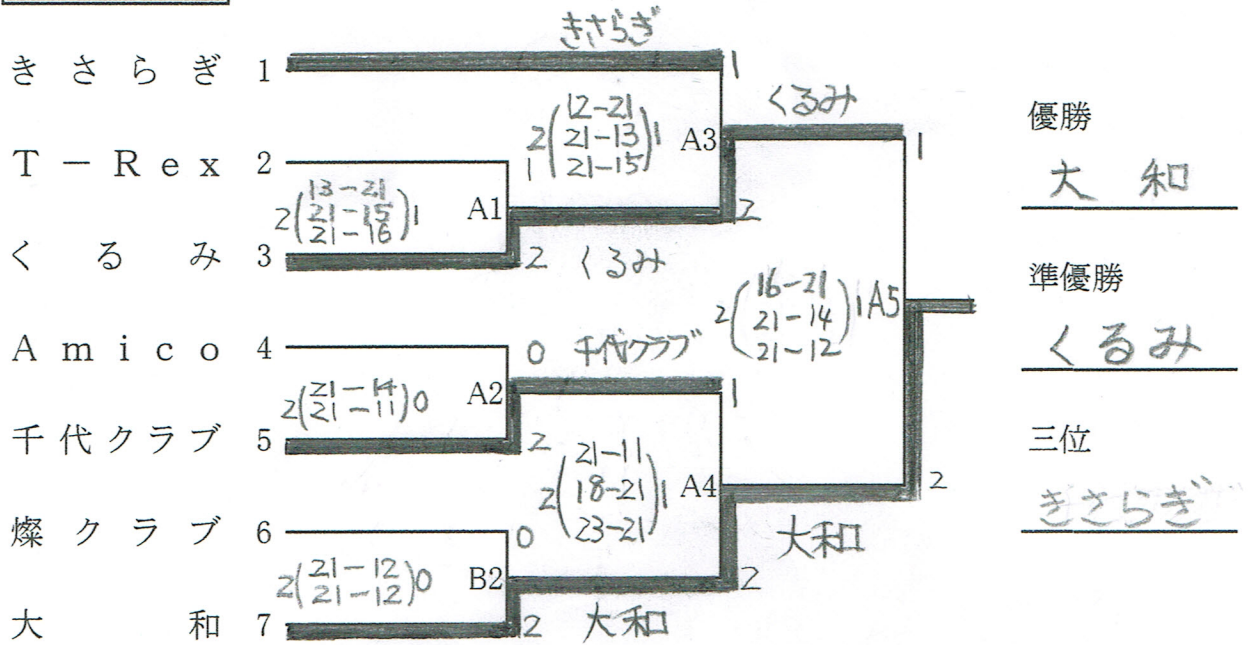 きさらぎ
き さ ら ぎ 1
1
くるみ
優勝
大 和
12-21
2(21-13)1
21-15
A3
1
1
T－Rex 2
13-21
2(21-15)1
21-16
A1
1
く る み 3
2 くるみ
2
準優勝
くるみ
16-21
2(21-14)1
21-12
A5
Amico 4
0 千代クラブ
21-14
2(21-11)0
A2
1
千代クラブ 5
2
三位
きさらぎ
21-11
2(18-21)1
23-21
A4
2
燦クラブ 6
0
大和
21-12
2(21-12)0
B2
2
大 和 7
2 大和